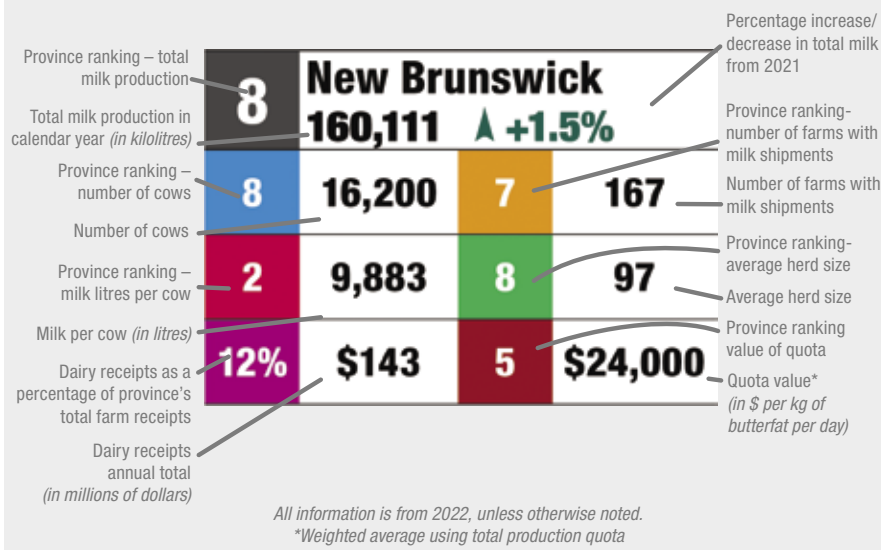 Province ranking – total
milk production
Total milk production in
calendar year (in kilolitres)
Province ranking –
number of cows
Number of cows
Province ranking –
milk litres per cow
Milk per cow (in litres)
Dairy receipts as a
percentage of province's
total farm receipts
Dairy receipts
annual total
(in millions of dollars)
8
New Brunswick
160,111 +1.5%
8 16,200 7 167
2 9,883 8 97
12% $143 5 $24,000
Percentage increase/
decrease in total milk
from 2021
Province ranking-
number of farms with
milk shipments
Number of farms with
milk shipments
Province ranking-
average herd size
Average herd size
Province ranking
value of quota
Quota value*
(in $ per kg of
butterfat per day)
All information is from 2022, unless otherwise noted.
*Weighted average using total production quota